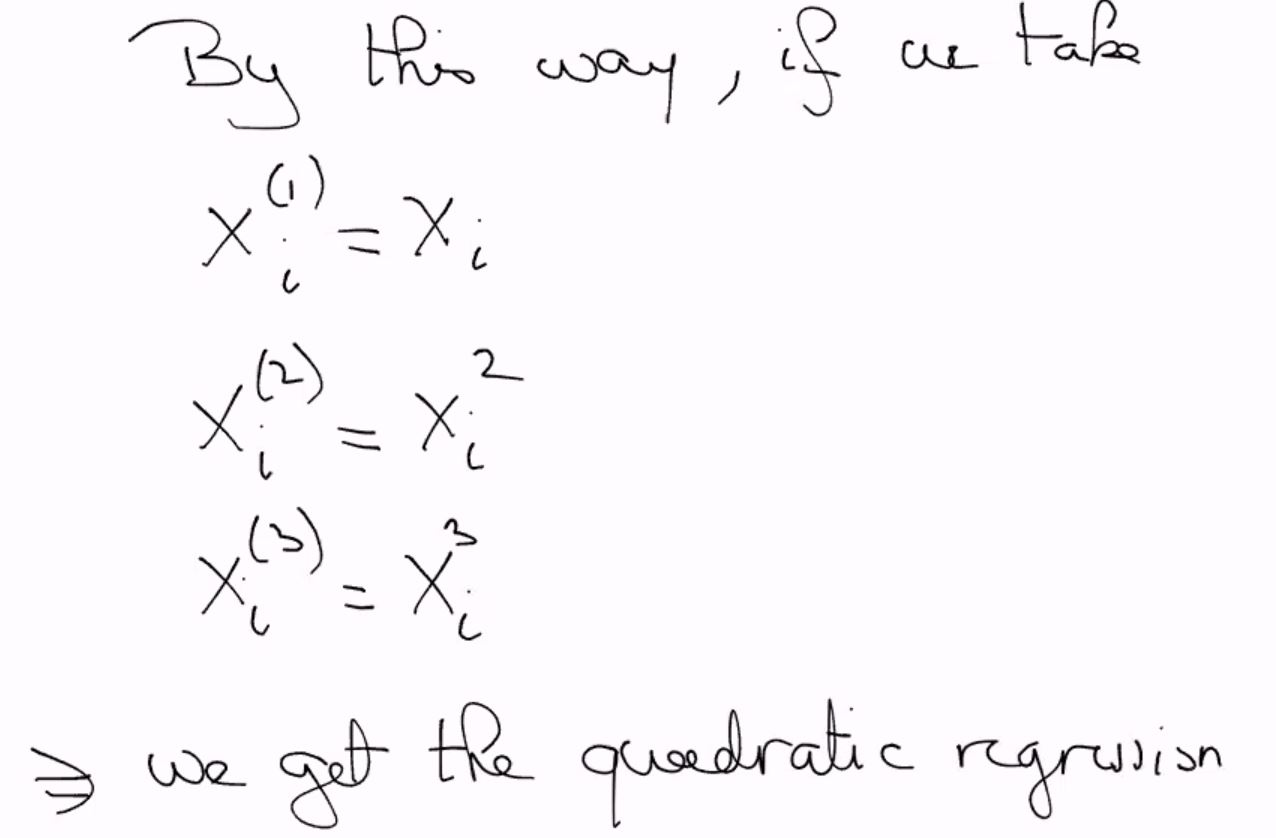 By this way, if we take
X_i^(1) = X_i
X_i^(2) = X_i^2
X_i^(3) = X_i^3
⇒ we get the quadratic regression